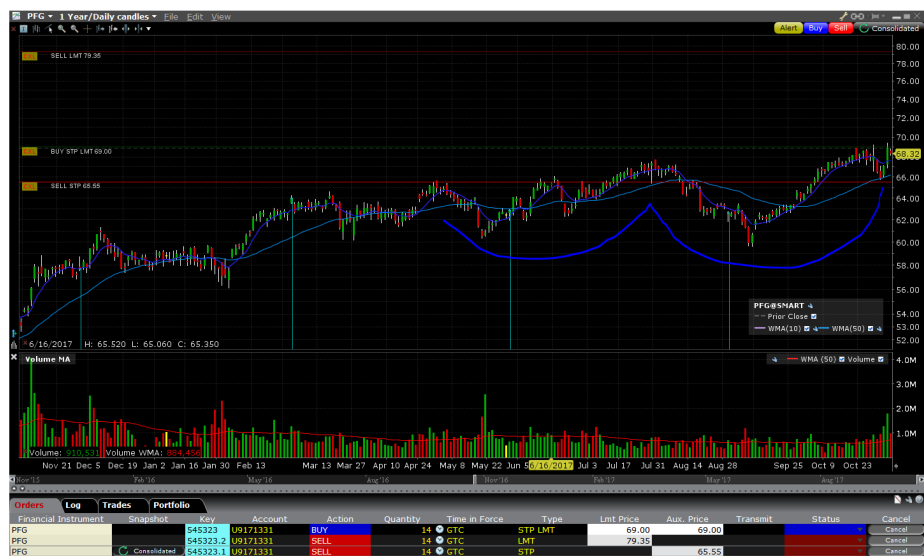 PFG 1 Year/Daily candles File Edit View
Alert Buy Sell Consolidated
80.00
SELL LMT 79.35
78.00
76.00
74.00
72.00
70.00
BUY STP LMT 69.00
68.32
66.00
SELL STP 65.55
64.00
62.00
60.00
58.00
56.00
PFG@SMART
54.00
Prior Close
WMA(10) WMA(50)
52.00
6/16/2017 H: 65.520 L: 65.060 C: 65.350
Volume MA
WMA (50) Volume
4.0M
3.0M
2.0M
1.0M
Volume: 910,531 Volume WMA: 884,456
Nov 21 Dec 5 Dec 19 Jan 2 Jan 16 Jan 30 Feb 13 Mar 13 Mar 27 Apr 10 Apr 24 May 8 May 22 Jun 5 6/16/2017 Jul 3 Jul 17 Jul 31 Aug 14 Aug 28 Sep 25 Oct 9 Oct 23
Nov '15 Feb '16 May '16 Aug '16 Nov '16 Feb '17 May '17 Aug '17
Orders Log Trades Portfolio
Financial Instrument Snapshot Key Account Action Quantity Time in Force Type Lmt Price Aux. Price Transmit Status Cancel
PFG 545323 U9171331 BUY 14 GTC STP LMT 69.00 69.00 Cancel
PFG 545323.2 U9171331 SELL 14 GTC LMT 79.35 Cancel
PFG Consolidated 545323.1 U9171331 SELL 14 GTC STP 65.55 Cancel